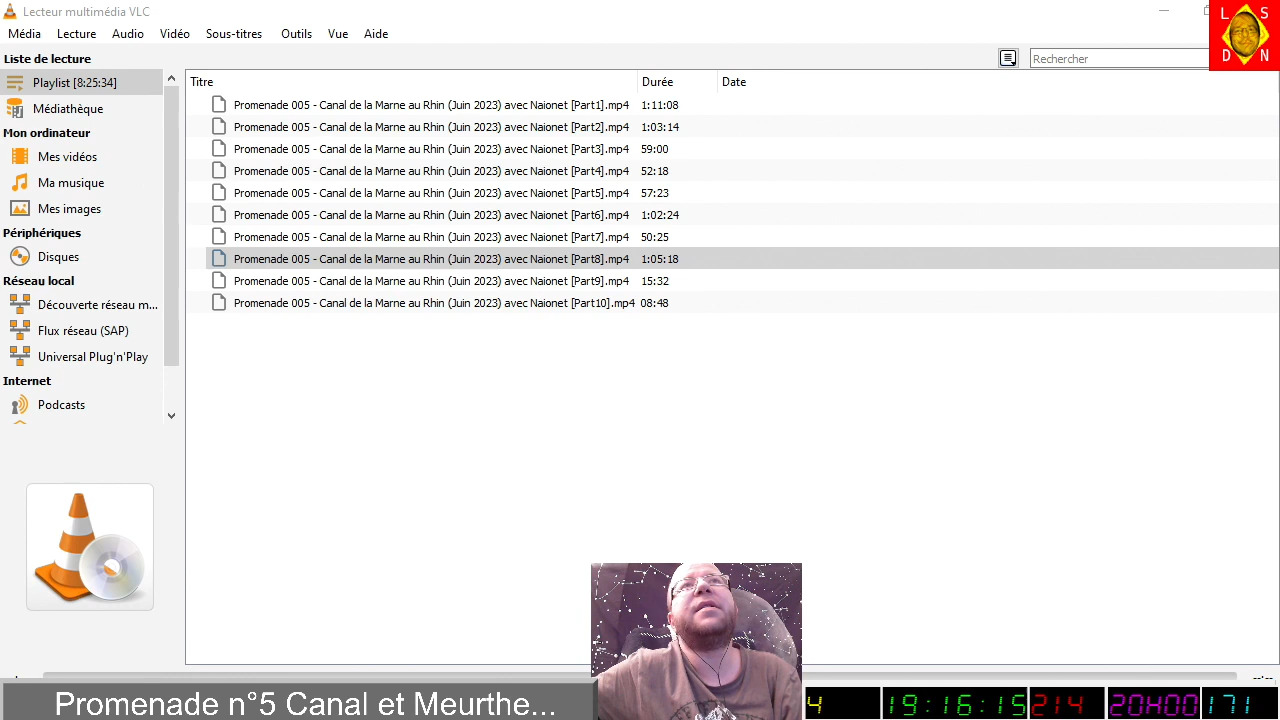 Lecteur multimédia VLC
Média Lecture Audio Vidéo Sous-titres Outils Vue Aide
L S
D N
Liste de lecture
Rechercher
Playlist [8:25:34]
Médiathèque
Mon ordinateur
Mes vidéos
Ma musique
Mes images
Périphériques
Disques
Réseau local
Découverte réseau m...
Flux réseau (SAP)
Universal Plug'n'Play
Internet
Podcasts
Titre Durée Date
Promenade 005 - Canal de la Marne au Rhin (Juin 2023) avec Naionet [Part1].mp4 1:11:08
Promenade 005 - Canal de la Marne au Rhin (Juin 2023) avec Naionet [Part2].mp4 1:03:14
Promenade 005 - Canal de la Marne au Rhin (Juin 2023) avec Naionet [Part3].mp4 59:00
Promenade 005 - Canal de la Marne au Rhin (Juin 2023) avec Naionet [Part4].mp4 52:18
Promenade 005 - Canal de la Marne au Rhin (Juin 2023) avec Naionet [Part5].mp4 57:23
Promenade 005 - Canal de la Marne au Rhin (Juin 2023) avec Naionet [Part6].mp4 1:02:24
Promenade 005 - Canal de la Marne au Rhin (Juin 2023) avec Naionet [Part7].mp4 50:25
Promenade 005 - Canal de la Marne au Rhin (Juin 2023) avec Naionet [Part8].mp4 1:05:18
Promenade 005 - Canal de la Marne au Rhin (Juin 2023) avec Naionet [Part9].mp4 15:32
Promenade 005 - Canal de la Marne au Rhin (Juin 2023) avec Naionet [Part10].mp4 08:48
Promenade n°5 Canal et Meurthe... 4 19:16:15 214 20H00 171